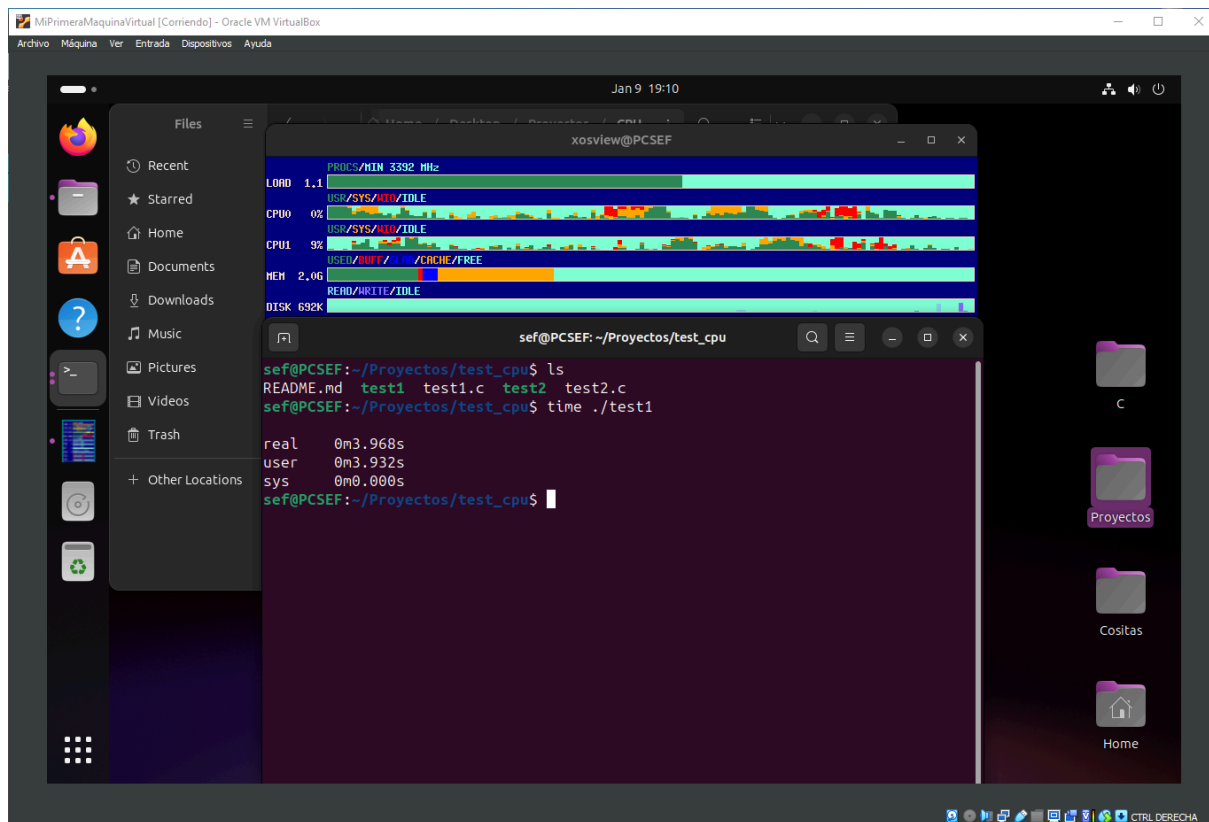 MiPrimeraMaquinaVirtual [Corriendo] - Oracle VM VirtualBox
Archivo Máquina Ver Entrada Dispositivos Ayuda
Jan 9 19:10
Files
Home / Desktop / Proyectos / CPU
Recent
Starred
Home
Documents
Downloads
Music
Pictures
Videos
Trash
+ Other Locations
xosview@PCSEF
PROCS/MIN 3392 MHz
LOAD 1.1
USR/SYS/WIO/IDLE
CPU0 0%
USR/SYS/WIO/IDLE
CPU1 9%
USED/BUFF/SLAB/CACHE/FREE
MEM 2.0G
READ/WRITE/IDLE
DISK 692K
sef@PCSEF: ~/Proyectos/test_cpu
sef@PCSEF:~/Proyectos/test_cpu$ ls
README.md test1 test1.c test2 test2.c
sef@PCSEF:~/Proyectos/test_cpu$ time ./test1
real 0m3.968s
user 0m3.932s
sys 0m0.000s
sef@PCSEF:~/Proyectos/test_cpu$
C
Proyectos
Cositas
Home
CTRL DERECHA